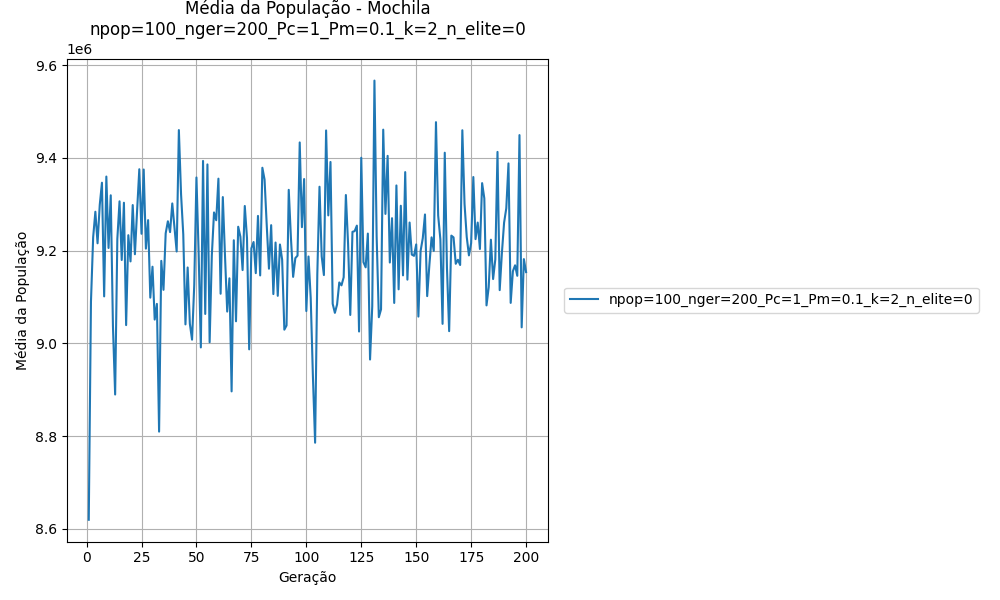 Média da População - Mochila
npop=100_nger=200_Pc=1_Pm=0.1_k=2_n_elite=0
1e6
9.6
9.4
9.2
9.0
8.8
8.6
Média da População
0 25 50 75 100 125 150 175 200
Geração
npop=100_nger=200_Pc=1_Pm=0.1_k=2_n_elite=0